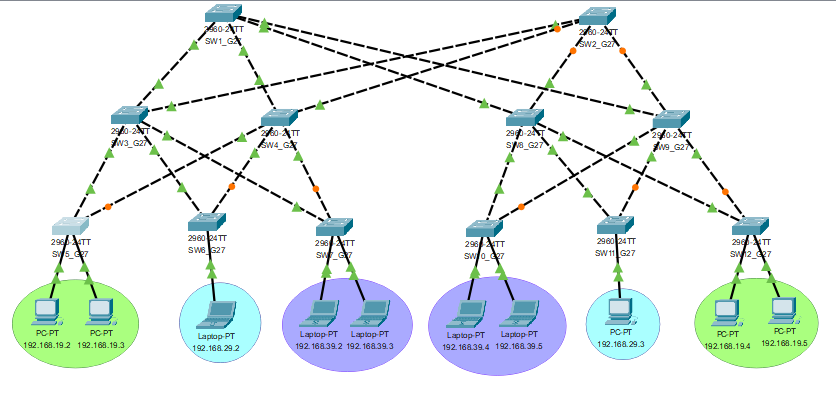 2960-24TT
SW1_G27
2960-24TT
SW2_G27
2960-24TT
SW3_G27
2960-24TT
SW4_G27
2960-24TT
SW8_G27
2960-24TT
SW9_G27
2960-24TT
SW5_G27
2960-24TT
SW6_G27
2960-24TT
SW7_G27
2960-24TT
SW10_G27
2960-24TT
SW11_G27
2960-24TT
SW12_G27
PC-PT
192.168.19.2
PC-PT
192.168.19.3
Laptop-PT
192.168.29.2
Laptop-PT
192.168.39.2
Laptop-PT
192.168.39.3
Laptop-PT
192.168.39.4
Laptop-PT
192.168.39.5
PC-PT
192.168.29.3
PC-PT
192.168.19.4
PC-PT
192.168.19.5